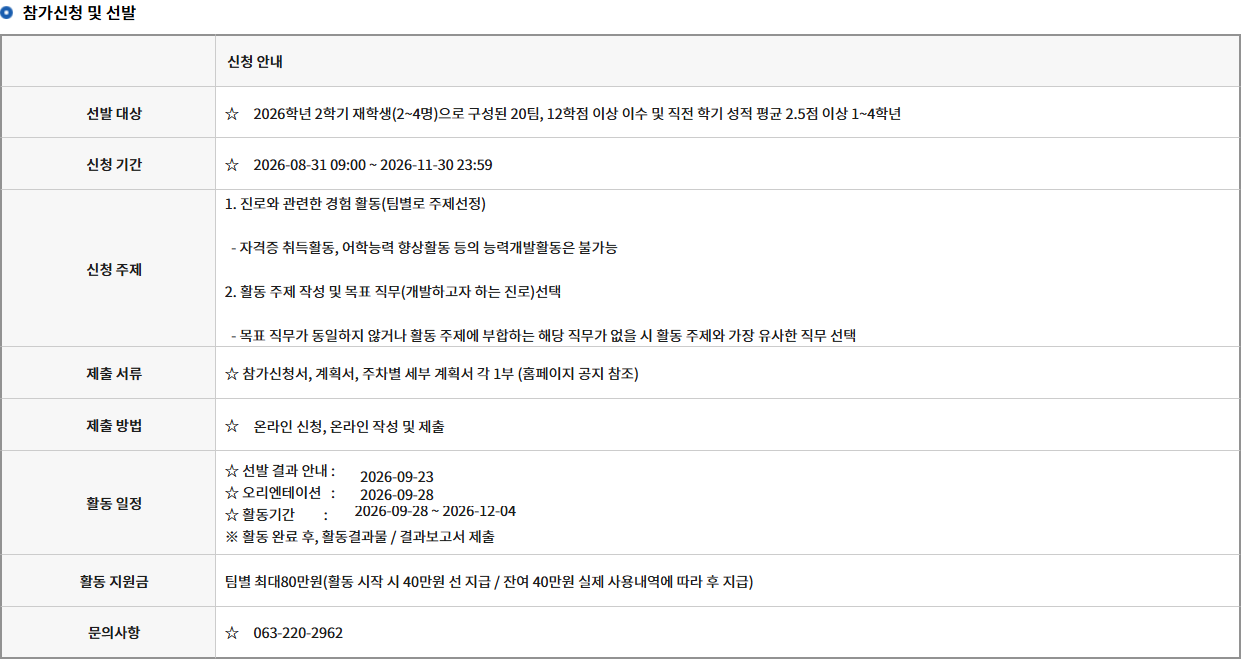 참가신청 및 선발
신청 안내
선발 대상
☆ 2026학년 2학기 재학생(2~4명)으로 구성된 20팀, 12학점 이상 이수 및 직전 학기 성적 평균 2.5점 이상 1~4학년
신청 기간
☆ 2026-08-31 09:00 ~ 2026-11-30 23:59
신청 주제
1. 진로와 관련한 경험 활동(팀별로 주제선정)
- 자격증 취득활동, 어학능력 향상활동 등의 능력개발활동은 불가능
2. 활동 주제 작성 및 목표 직무(개발하고자 하는 진로)선택
- 목표 직무가 동일하지 않거나 활동 주제에 부합하는 해당 직무가 없을 시 활동 주제와 가장 유사한 직무 선택
제출 서류
☆ 참가신청서, 계획서, 주차별 세부 계획서 각 1부 (홈페이지 공지 참조)
제출 방법
☆ 온라인 신청, 온라인 작성 및 제출
활동 일정
☆ 선발 결과 안내 : 2026-09-23
☆ 오리엔테이션 : 2026-09-28
☆ 활동기간 : 2026-09-28 ~ 2026-12-04
※ 활동 완료 후, 활동결과물 / 결과보고서 제출
활동 지원금
팀별 최대80만원(활동 시작 시 40만원 선 지급 / 잔여 40만원 실제 사용내역에 따라 후 지급)
문의사항
☆ 063-220-2962